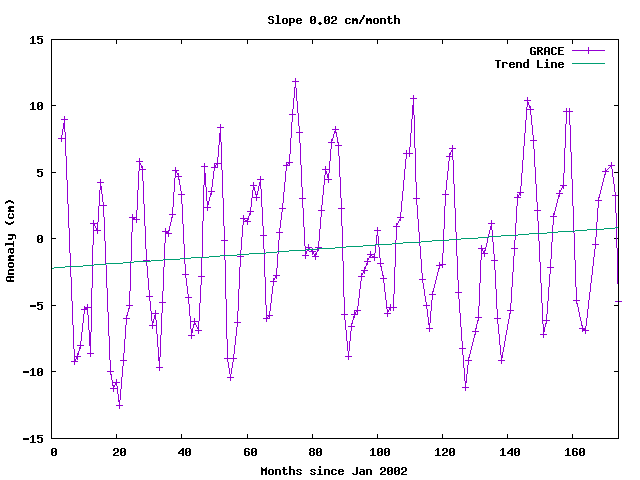 Slope 0.02 cm/month
15
10
5
0
-5
-10
-15
Anomaly (cm)
GRACE
Trend Line
0 20 40 60 80 100 120 140 160
Months since Jan 2002